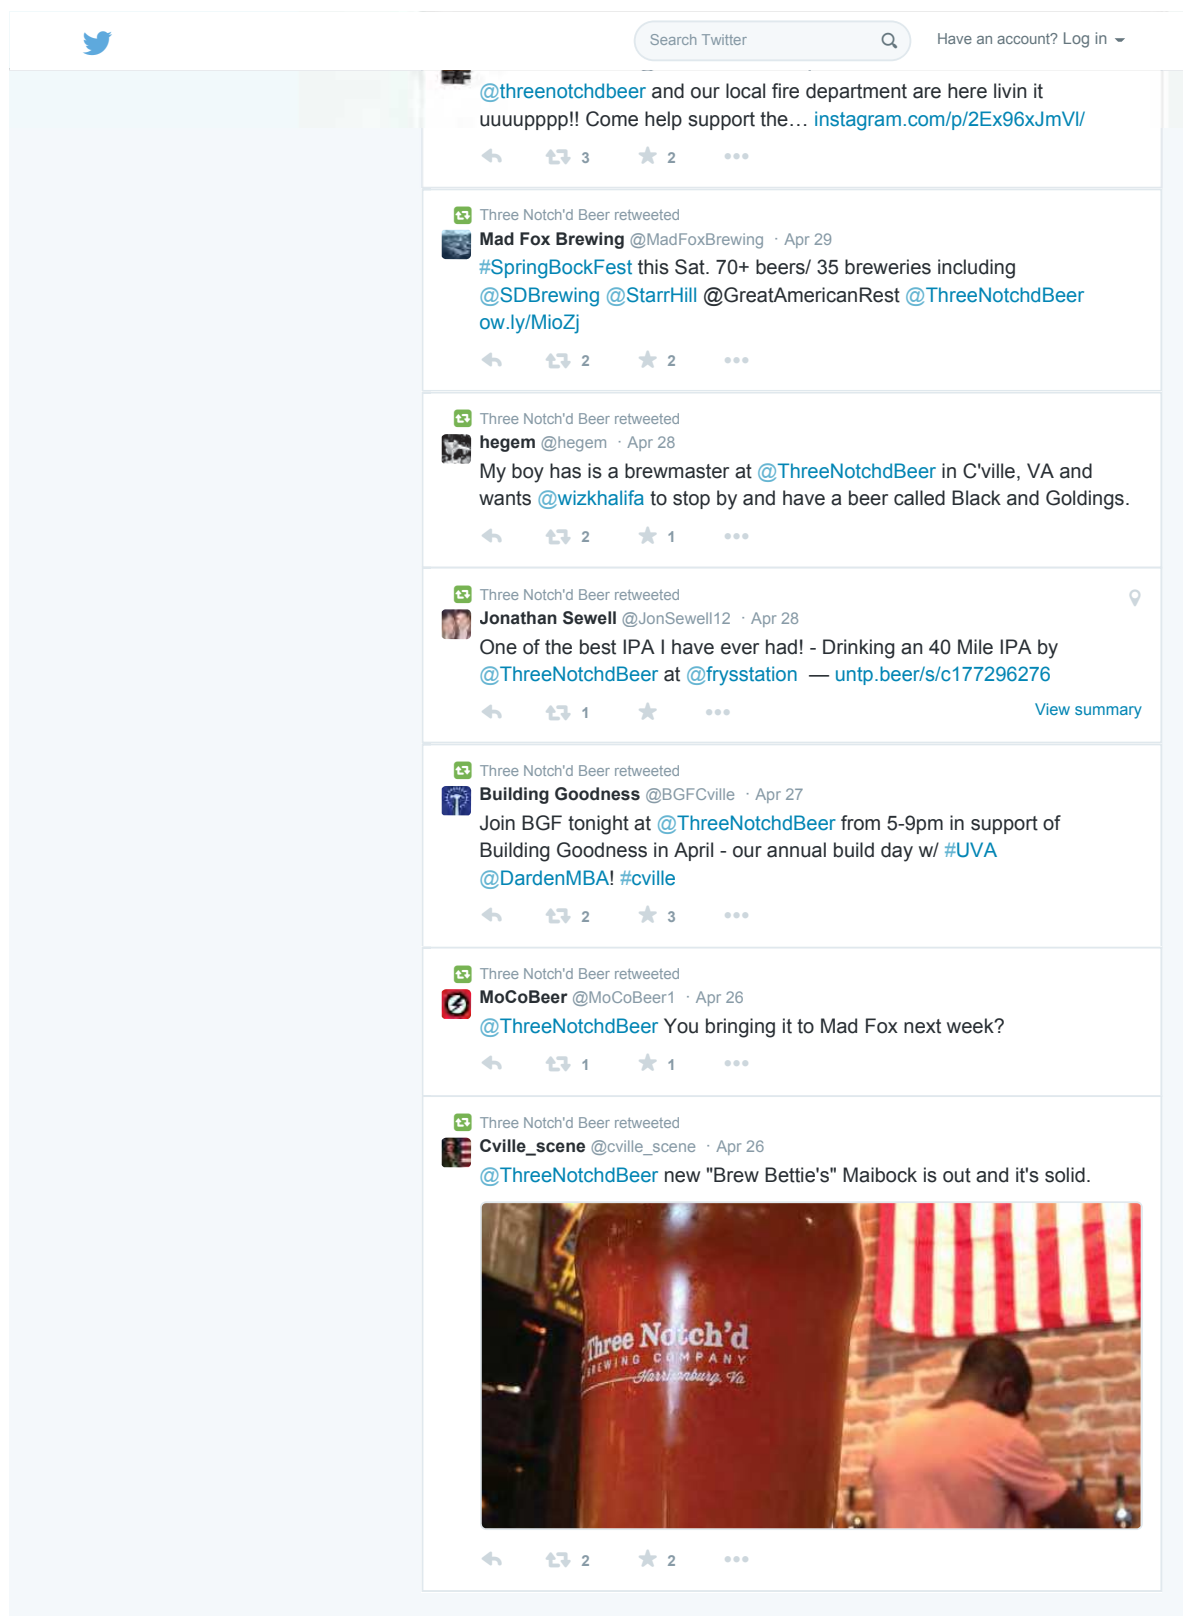 Search Twitter
Have an account? Log in
@threenotchdbeer and our local fire department are here livin it
uuuupppp!! Come help support the… instagram.com/p/2Ex96xJmVl/
3 2
Three Notch'd Beer retweeted
Mad Fox Brewing @MadFoxBrewing · Apr 29
#SpringBockFest this Sat. 70+ beers/ 35 breweries including
@SDBrewing @StarrHill @GreatAmericanRest @ThreeNotchdBeer
ow.ly/MioZj
2 2
Three Notch'd Beer retweeted
hegem @hegem · Apr 28
My boy has is a brewmaster at @ThreeNotchdBeer in C'ville, VA and
wants @wizkhalifa to stop by and have a beer called Black and Goldings.
2 1
Three Notch'd Beer retweeted
Jonathan Sewell @JonSewell12 · Apr 28
One of the best IPA I have ever had! - Drinking an 40 Mile IPA by
@ThreeNotchdBeer at @frysstation — untp.beer/s/c177296276
1 View summary
Three Notch'd Beer retweeted
Building Goodness @BGFCville · Apr 27
Join BGF tonight at @ThreeNotchdBeer from 5-9pm in support of
Building Goodness in April - our annual build day w/ #UVA
@DardenMBA! #cville
2 3
Three Notch'd Beer retweeted
MoCoBeer @MoCoBeer1 · Apr 26
@ThreeNotchdBeer You bringing it to Mad Fox next week?
1 1
Three Notch'd Beer retweeted
Cville_scene @cville_scene · Apr 26
@ThreeNotchdBeer new "Brew Bettie's" Maibock is out and it's solid.
Three Notch'd
BREWING COMPANY
Harrisonburg, Va
2 2